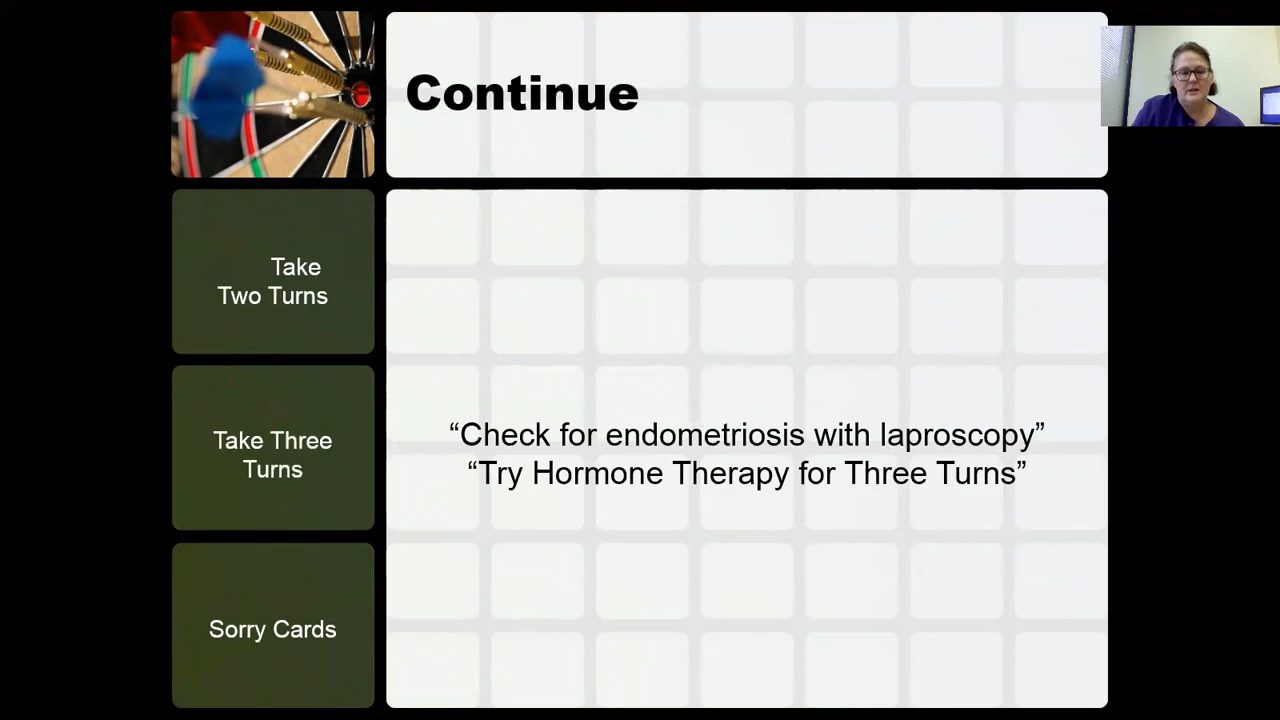 Continue
Take
Two Turns
Take Three
Turns
“Check for endometriosis with laproscopy”
“Try Hormone Therapy for Three Turns”
Sorry Cards